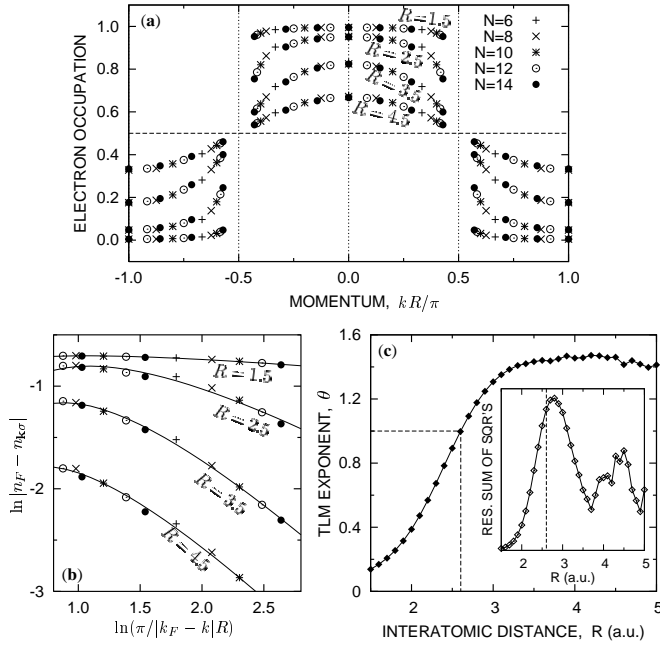 (a)
ELECTRON OCCUPATION
1.0
0.8
0.6
0.4
0.2
0.0
R=1.5
R=2.5
R=3.5
R=4.5
N=6
N=8
N=10
N=12
N=14
-1.0
-0.5
0.0
0.5
1.0
MOMENTUM, kR/π
(b)
ln |n_F − n_kσ|
-1
-2
-3
R=1.5
R=2.5
R=3.5
R=4.5
1.0
1.5
2.0
2.5
ln(π/|k_F − k|R)
(c)
TLM EXPONENT, θ
1.6
1.2
0.8
0.4
0
2
3
4
5
INTERATOMIC DISTANCE, R (a.u.)
RES. SUM OF SQR'S
2
3
4
5
R (a.u.)